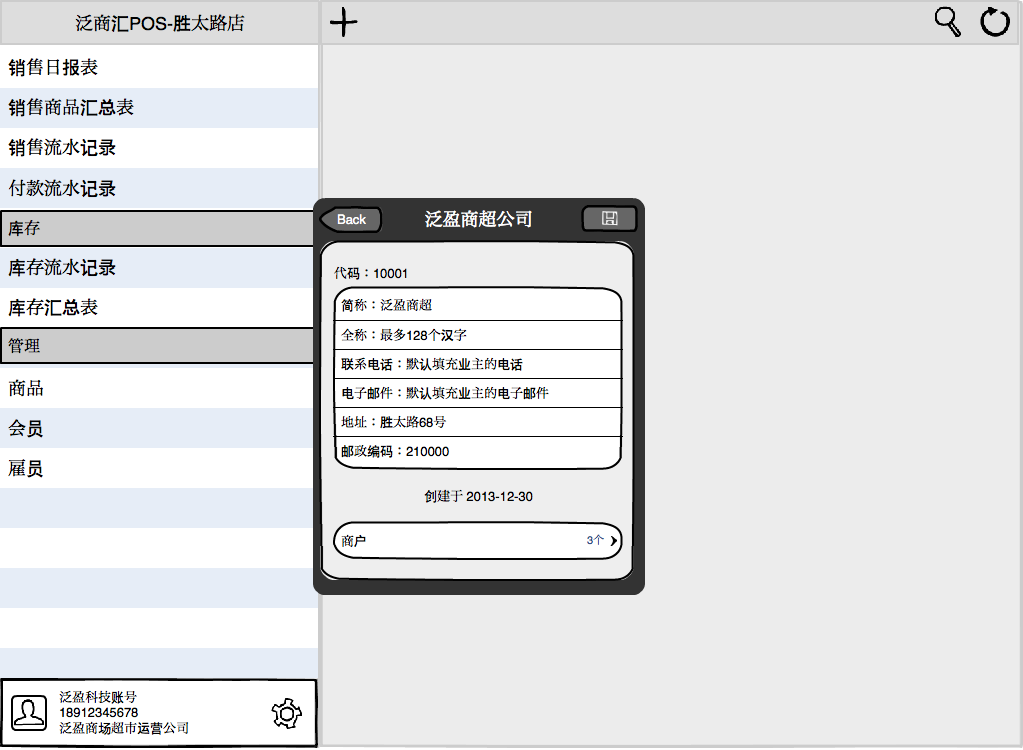 泛商汇POS-胜太路店
销售日报表
销售商品汇总表
销售流水记录
付款流水记录
库存
库存流水记录
库存汇总表
管理
商品
会员
雇员
泛盈科技账号
18912345678
泛盈商场超市运营公司
Back
泛盈商超公司
代码：10001
简称：泛盈商超
全称：最多128个汉字
联系电话：默认填充业主的电话
电子邮件：默认填充业主的电子邮件
地址：胜太路68号
邮政编码：210000
创建于 2013-12-30
商户 3个